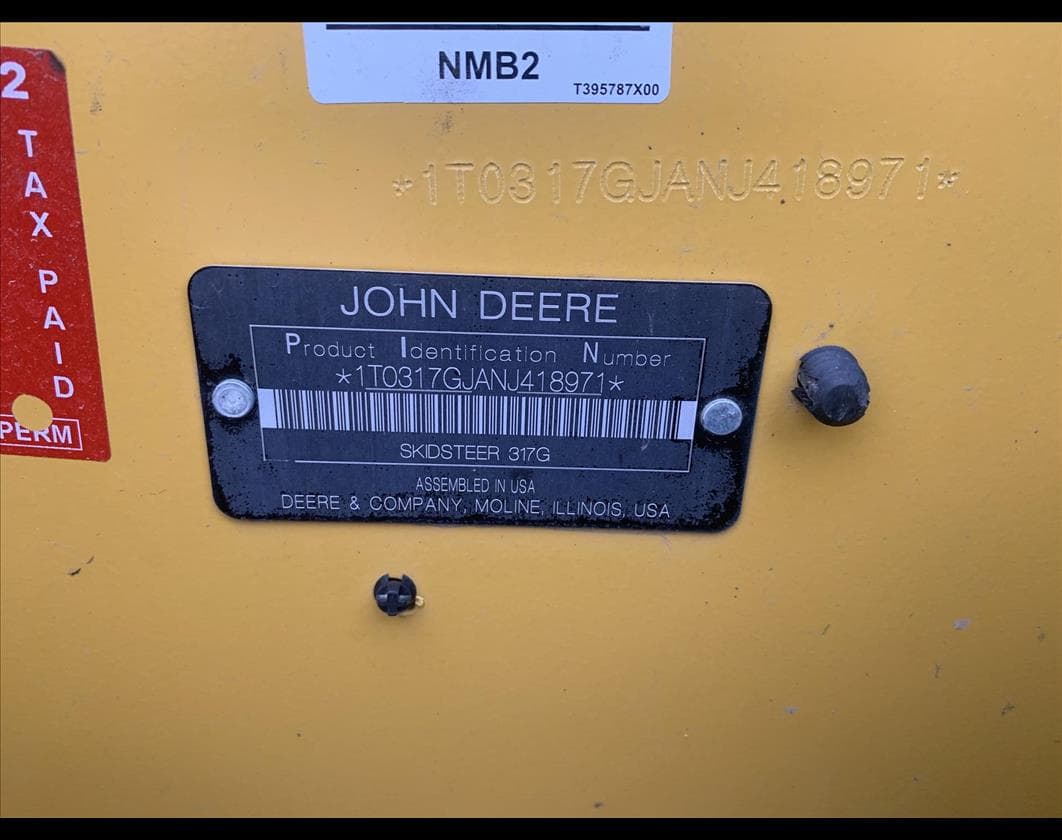 NMB2
T395787X00
*1T0317GJANJ418971*
2
TAX PAID
PERM
JOHN DEERE
Product Identification Number
*1T0317GJANJ418971*
SKIDSTEER 317G
ASSEMBLED IN USA
DEERE & COMPANY, MOLINE, ILLINOIS, USA